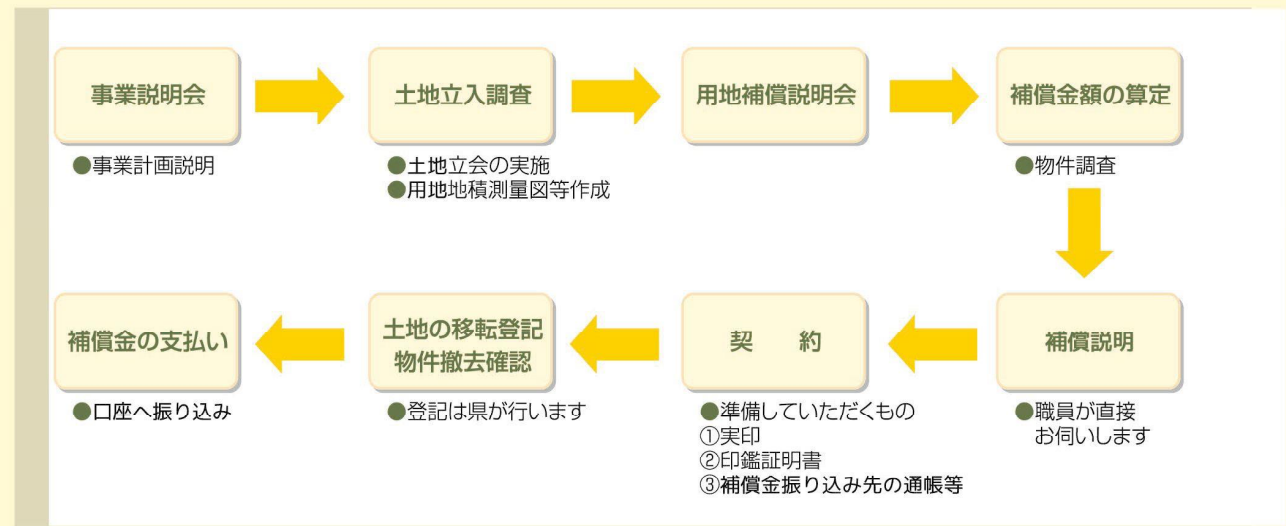 事業説明会
●事業計画説明
土地立入調査
●土地立会の実施
●用地地積測量図等作成
用地補償説明会
補償金額の算定
●物件調査
補償説明
●職員が直接
お伺いします
契　約
●準備していただくもの
①実印
②印鑑証明書
③補償金振り込み先の通帳等
土地の移転登記
物件撤去確認
●登記は県が行います
補償金の支払い
●口座へ振り込み